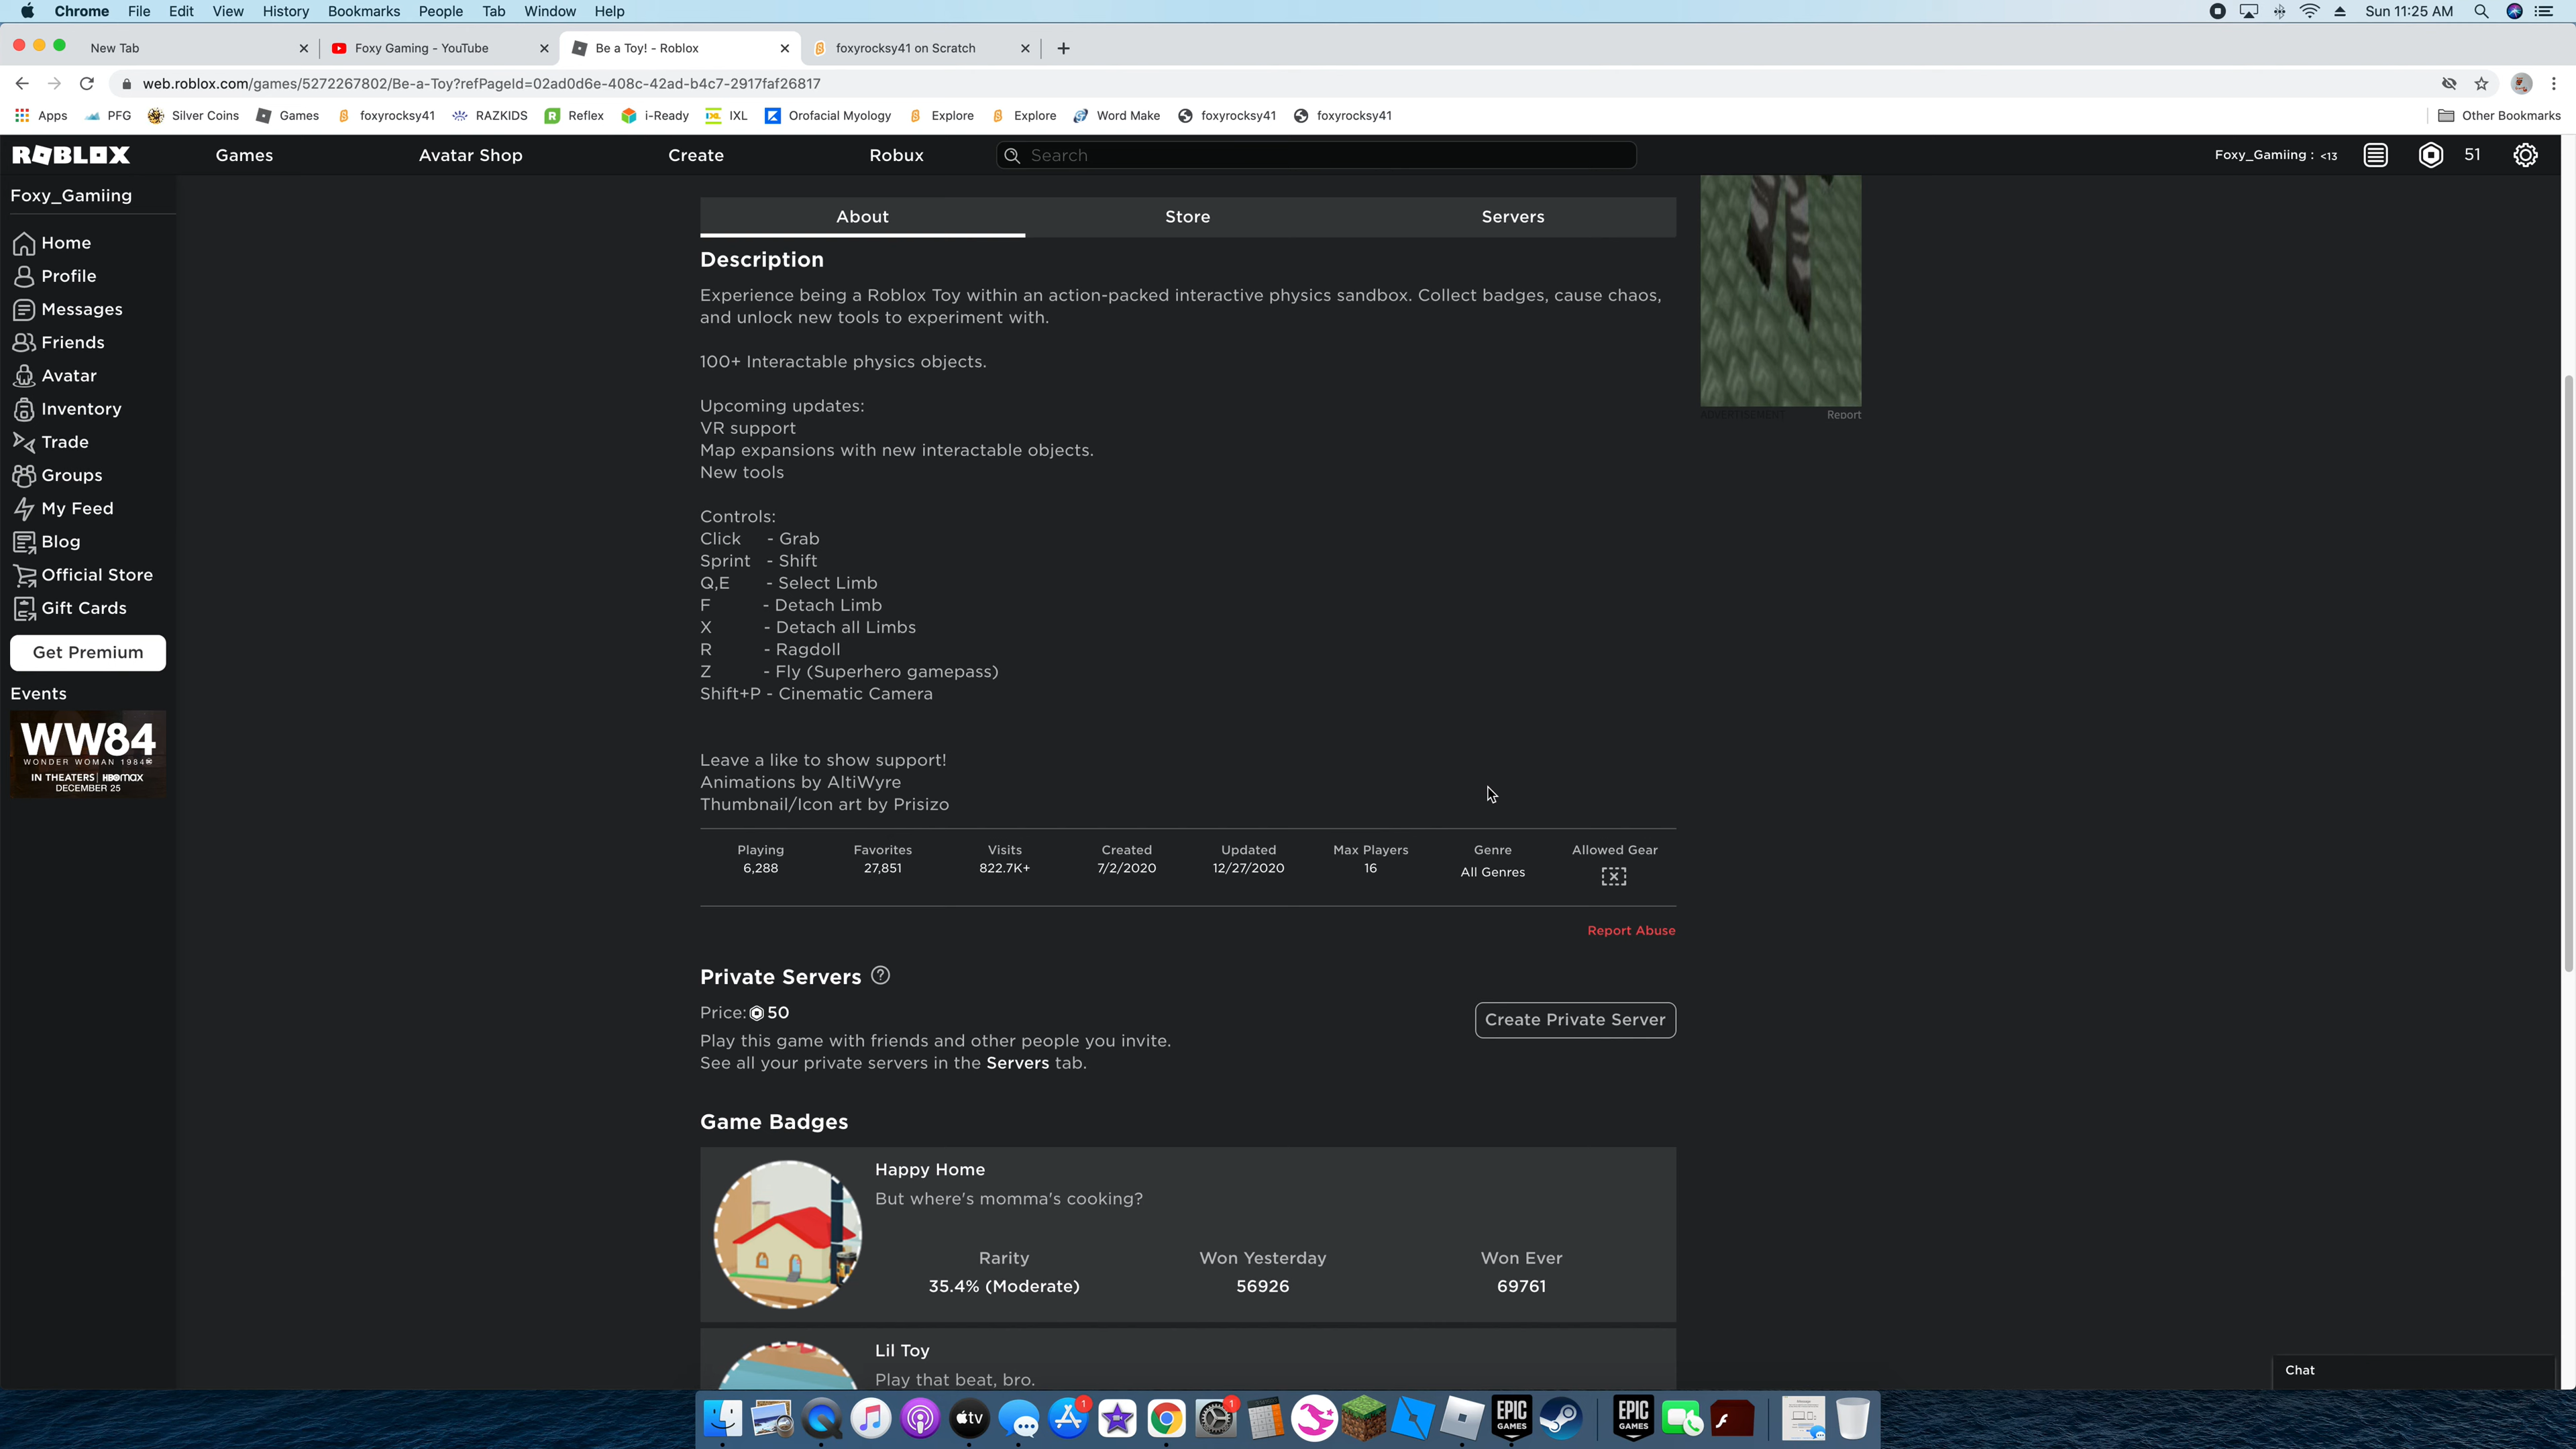 Chrome File Edit View History Bookmarks People Tab Window Help
Sun 11:25 AM
New Tab
Foxy Gaming - YouTube
Be a Toy! - Roblox
foxyrocksy41 on Scratch
web.roblox.com/games/5272267802/Be-a-Toy?refPageId=02ad0d6e-408c-42ad-b4c7-2917faf26817
Apps PFG Silver Coins Games foxyrocksy41 RAZKIDS Reflex i-Ready IXL Orofacial Myology Explore Explore Word Make foxyrocksy41 foxyrocksy41 Other Bookmarks
ROBLOX Games Avatar Shop Create Robux Search Foxy_Gamiing : <13 51
Foxy_Gamiing
Home
Profile
Messages
Friends
Avatar
Inventory
Trade
Groups
My Feed
Blog
Official Store
Gift Cards
Get Premium
Events
WW84
WONDER WOMAN 1984
IN THEATERS | HBOMAX
DECEMBER 25
About Store Servers
Description
Experience being a Roblox Toy within an action-packed interactive physics sandbox. Collect badges, cause chaos,
and unlock new tools to experiment with.
100+ Interactable physics objects.
Upcoming updates:
VR support
Map expansions with new interactable objects.
New tools
Controls:
Click - Grab
Sprint - Shift
Q,E - Select Limb
F - Detach Limb
X - Detach all Limbs
R - Ragdoll
Z - Fly (Superhero gamepass)
Shift+P - Cinematic Camera
Leave a like to show support!
Animations by AltiWyre
Thumbnail/Icon art by Prisizo
ADVERTISEMENT Report
Playing Favorites Visits Created Updated Max Players Genre Allowed Gear
6,288 27,851 822.7K+ 7/2/2020 12/27/2020 16 All Genres
Report Abuse
Private Servers ?
Price: 50
Create Private Server
Play this game with friends and other people you invite.
See all your private servers in the Servers tab.
Game Badges
Happy Home
But where's momma's cooking?
Rarity Won Yesterday Won Ever
35.4% (Moderate) 56926 69761
Lil Toy
Play that beat, bro.
Chat
tv
1
1
EPIC GAMES
EPIC GAMES